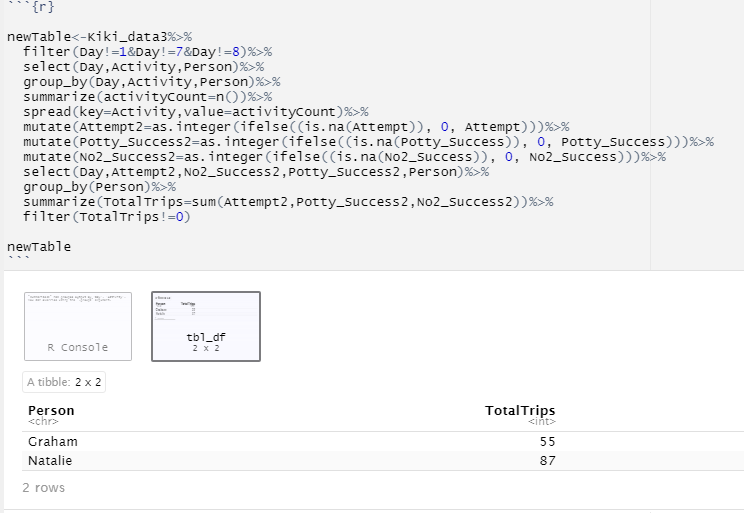 ```{r}
newTable<-Kiki_data3%>%
  filter(Day!=1&Day!=7&Day!=8)%>%
  select(Day,Activity,Person)%>%
  group_by(Day,Activity,Person)%>%
  summarize(activityCount=n())%>%
  spread(key=Activity,value=activityCount)%>%
  mutate(Attempt2=as.integer(ifelse((is.na(Attempt)), 0, Attempt)))%>%
  mutate(Potty_Success2=as.integer(ifelse((is.na(Potty_Success)), 0, Potty_Success)))%>%
  mutate(No2_Success2=as.integer(ifelse((is.na(No2_Success)), 0, No2_Success)))%>%
  select(Day,Attempt2,No2_Success2,Potty_Success2,Person)%>%
  group_by(Person)%>%
  summarize(TotalTrips=sum(Attempt2,Potty_Success2,No2_Success2))%>%
  filter(TotalTrips!=0)
newTable
```
R Console
tbl_df
2 x 2
A tibble: 2 x 2
Person TotalTrips
<chr> <int>
Graham 55
Natalie 87
2 rows